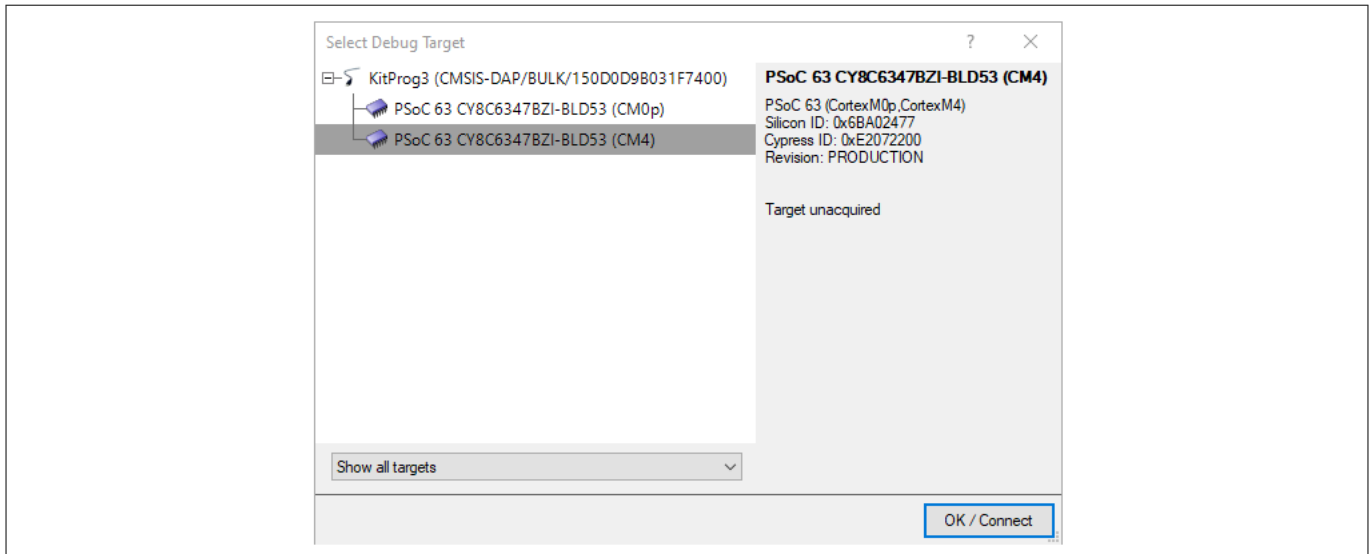 Select Debug Target
KitProg3 (CMSIS-DAP/BULK/150D0D9B031F7400)
PSoC 63 CY8C6347BZI-BLD53 (CM0p)
PSoC 63 CY8C6347BZI-BLD53 (CM4)
Show all targets
PSoC 63 CY8C6347BZI-BLD53 (CM4)
PSoC 63 (CortexM0p,CortexM4)
Silicon ID: 0x6BA02477
Cypress ID: 0xE2072200
Revision: PRODUCTION
Target unacquired
OK / Connect